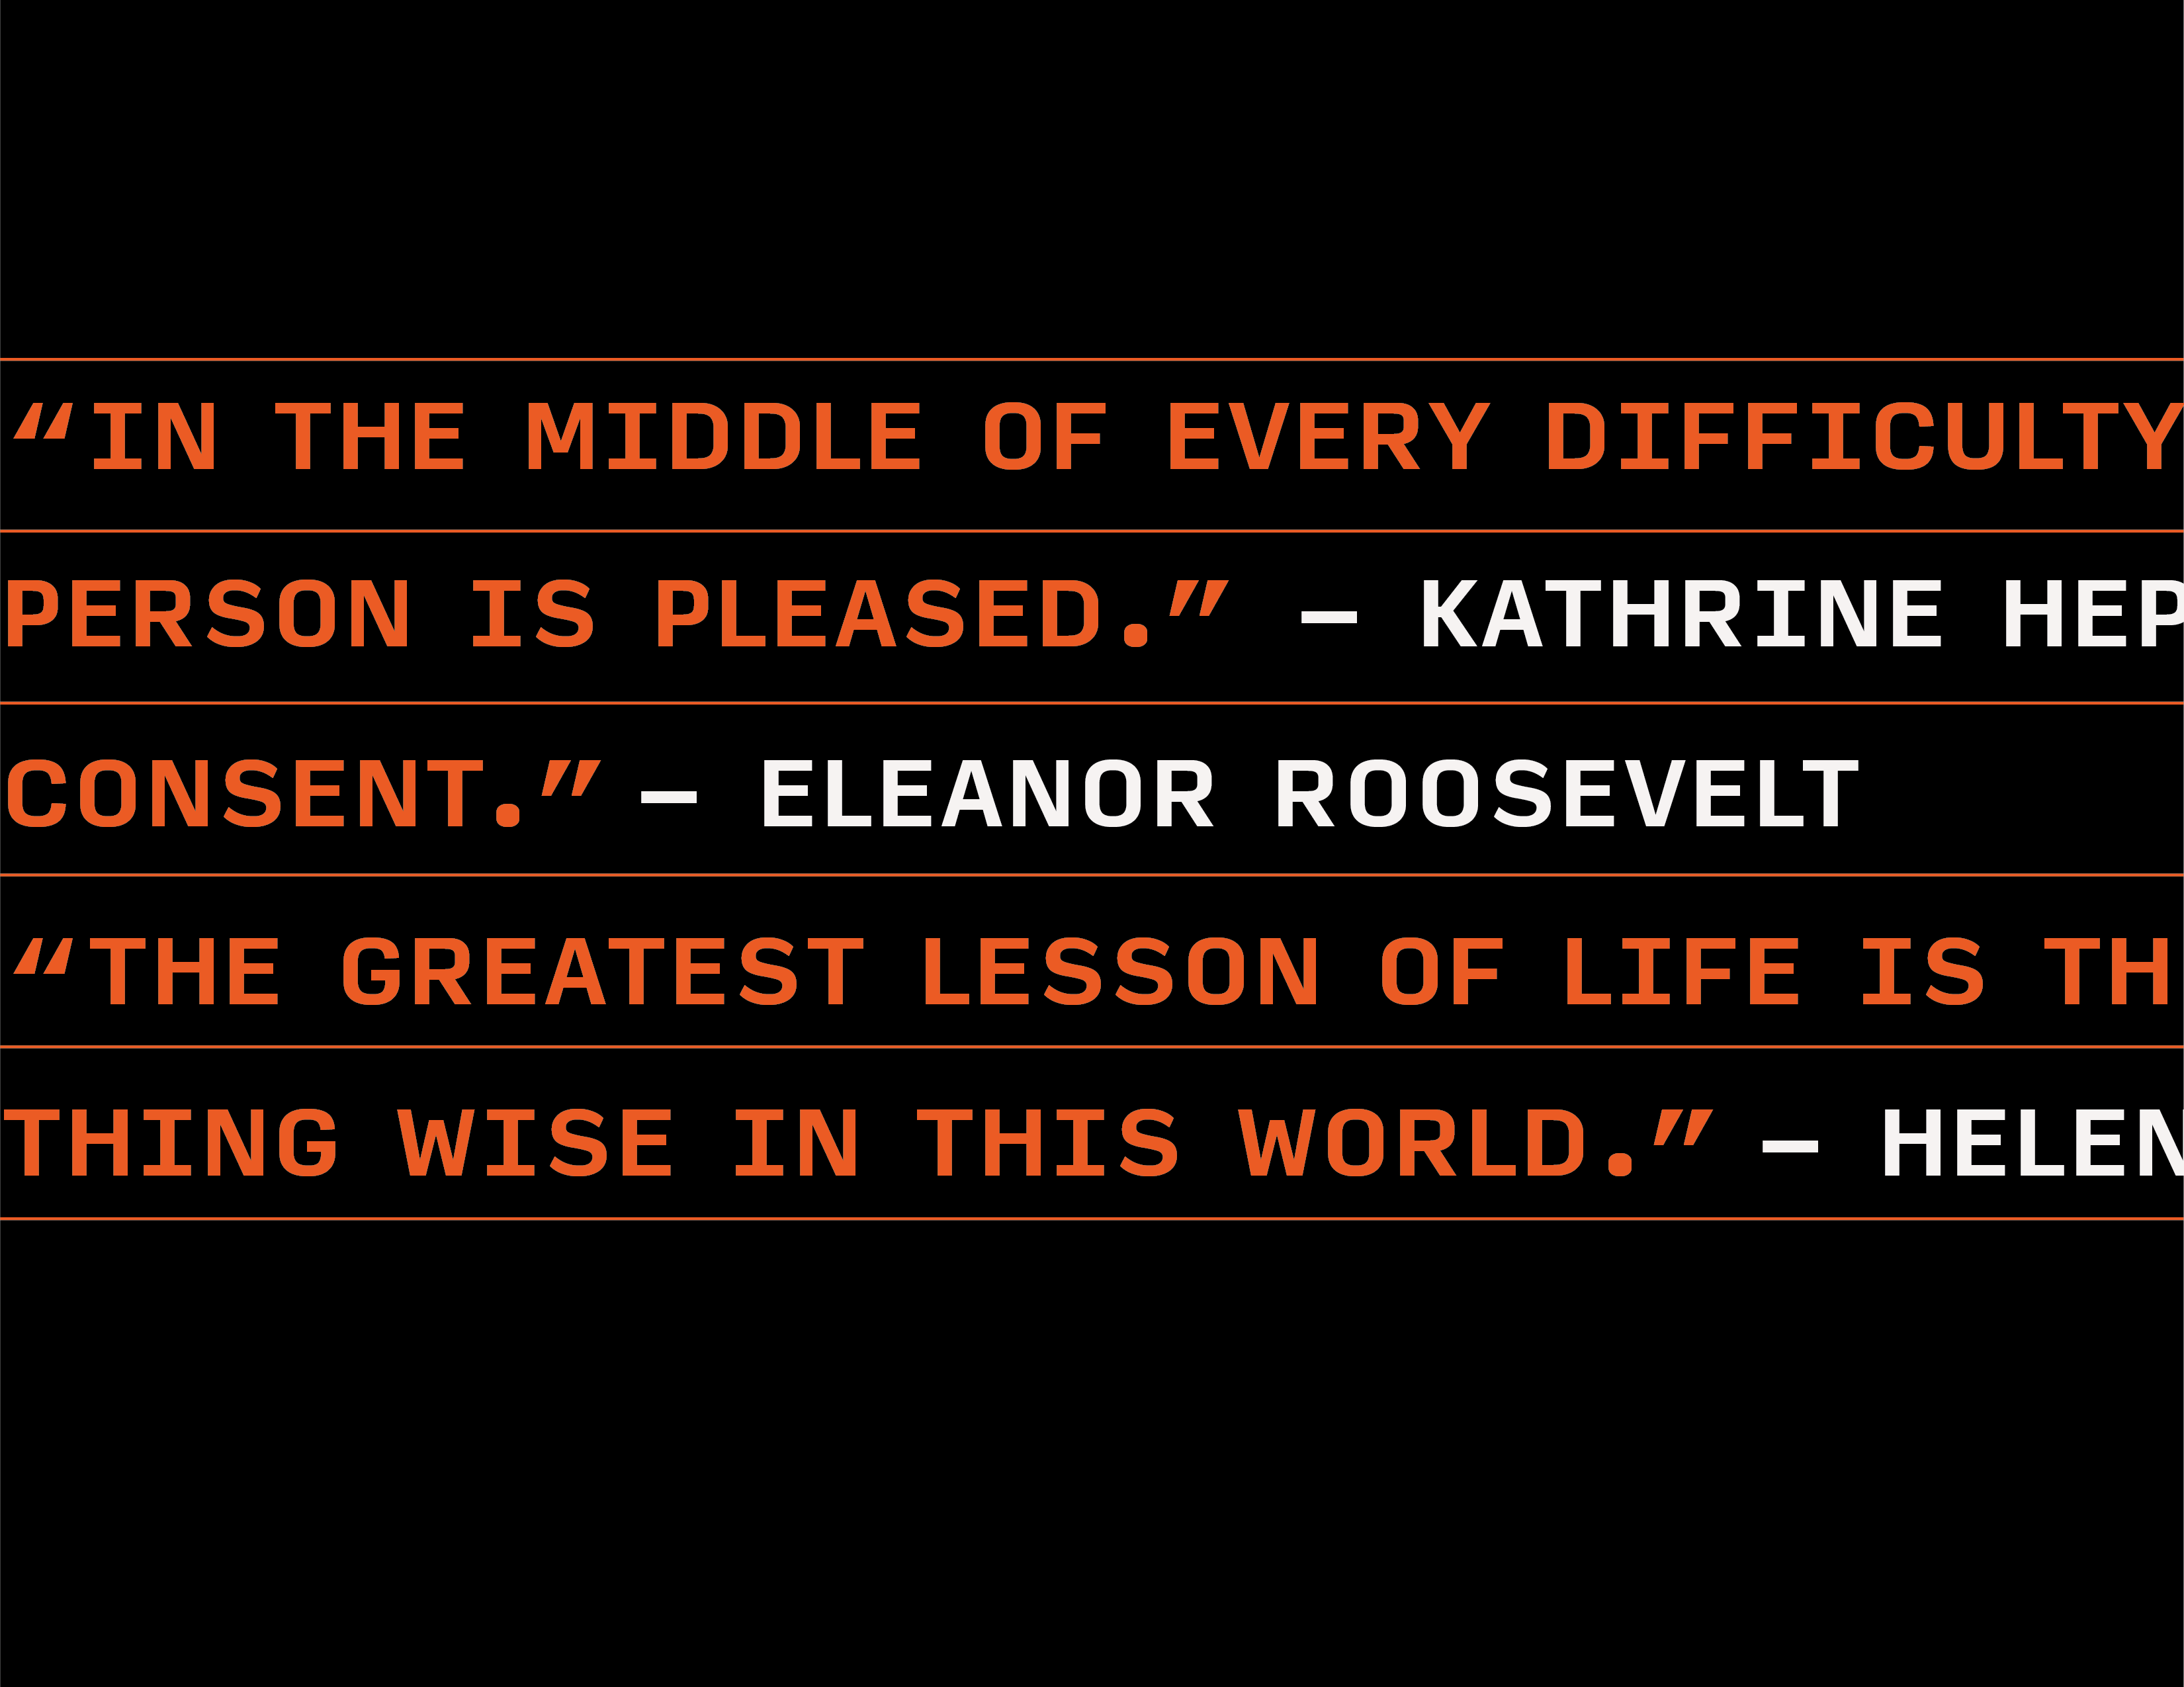 “IN THE MIDDLE OF EVERY DIFFICULTY
PERSON IS PLEASED.” — KATHRINE HEP
CONSENT.” — ELEANOR ROOSEVELT
“THE GREATEST LESSON OF LIFE IS TH
THING WISE IN THIS WORLD.” — HELEN